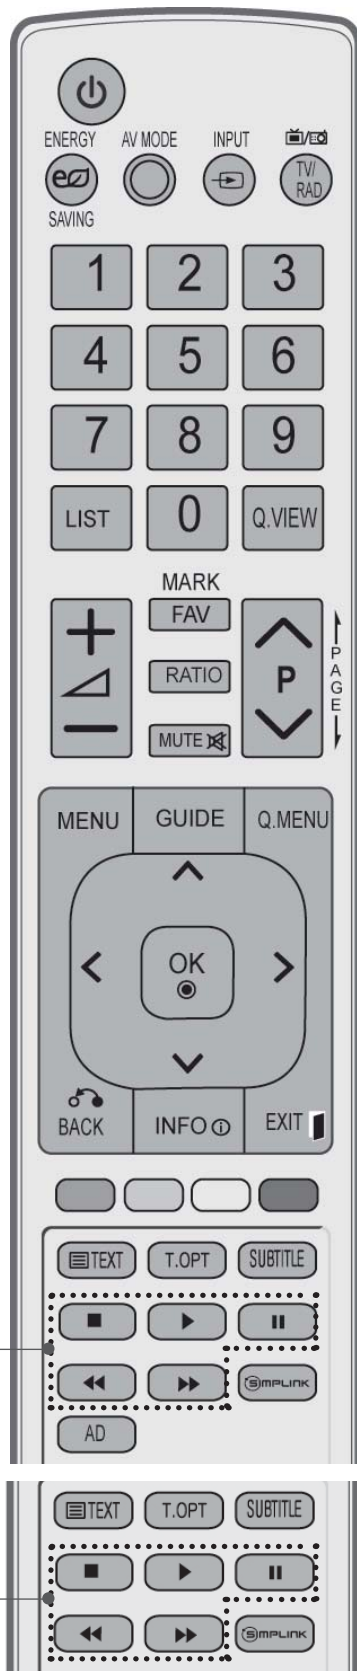 ENERGY AV MODE INPUT
TV/
RAD
SAVING
1 2 3
4 5 6
7 8 9
LIST 0 Q.VIEW
MARK
FAV
RATIO
P
PAGE
MUTE
MENU GUIDE Q.MENU
OK
BACK INFO EXIT
TEXT T.OPT SUBTITLE
SIMPLINK
AD
TEXT T.OPT SUBTITLE
SIMPLINK